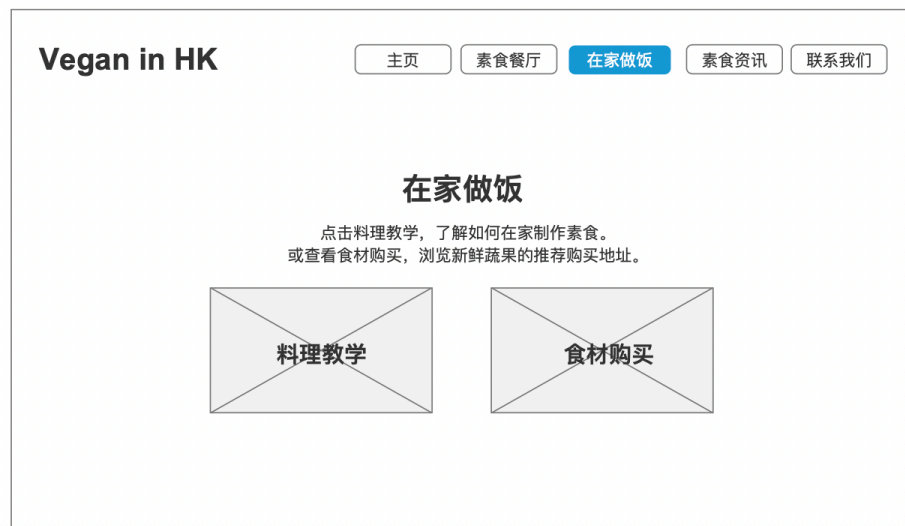 Vegan in HK
主页
素食餐厅
在家做饭
素食资讯
联系我们
在家做饭
点击料理教学，了解如何在家制作素食。
或查看食材购买，浏览新鲜蔬果的推荐购买地址。
料理教学
食材购买